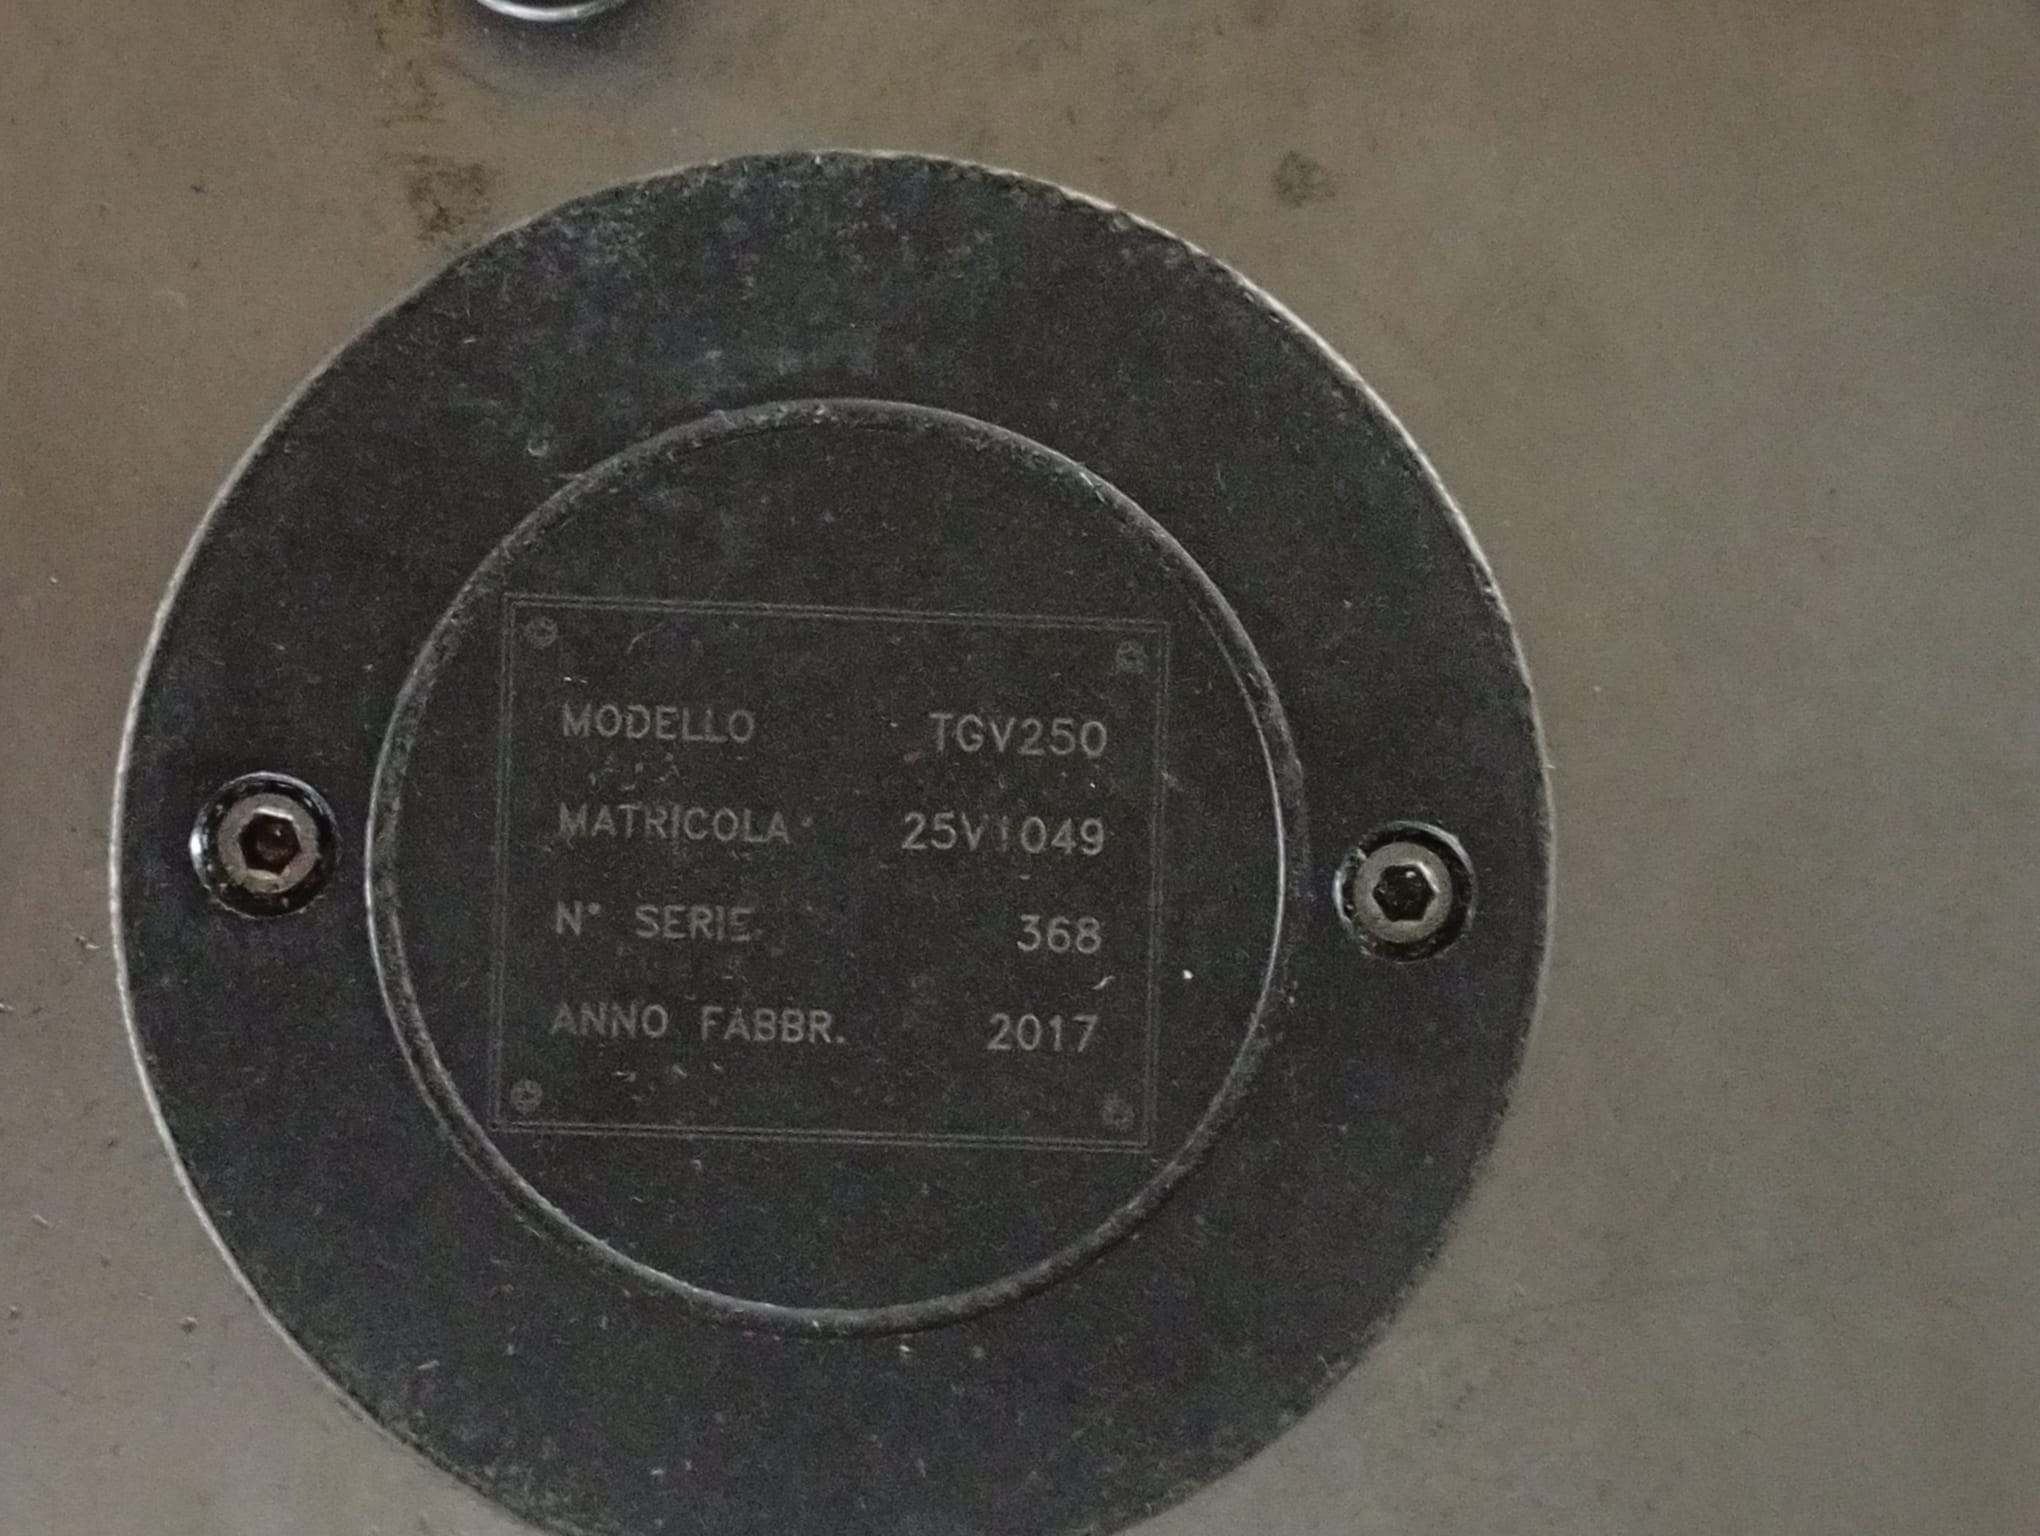 MODELLO TGV250
MATRICOLA 25V1049
N° SERIE 368
ANNO FABBR. 2017